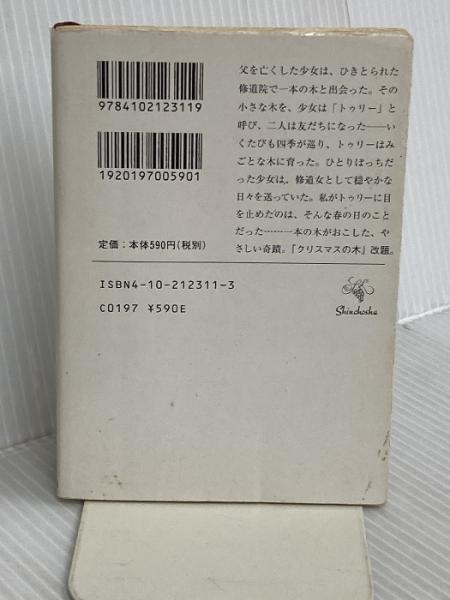 9784102123119
1920197005901
定価：本体590円(税別)
ISBN4-10-212311-3
C0197 ¥590E
父を亡くした少女は、ひきとられた
修道院で一本の木と出会った。その
小さな木を、少女は「トゥリー」と
呼び、二人は友だちになった――い
くたびも四季が巡り、トゥリーはみ
ごとな木に育った。ひとりぼっちだ
った少女は、修道女として穏やかな
日々を送っていた。私がトゥリーに目
を止めたのは、そんな春の日のこと
だった……一本の木がおこした、や
さしい奇蹟。『クリスマスの木』改題。
Shinchosha